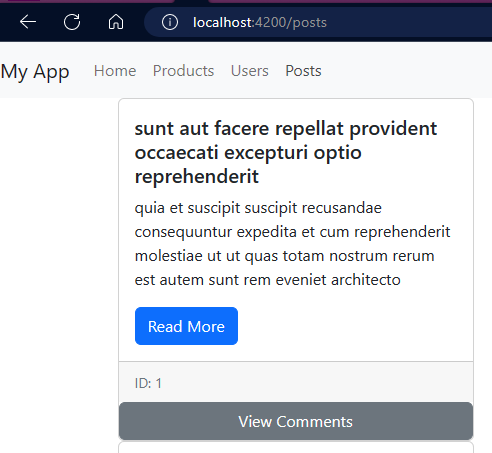 localhost:4200/posts
My App Home Products Users Posts
sunt aut facere repellat provident
occaecati excepturi optio
reprehenderit
quia et suscipit suscipit recusandae
consequuntur expedita et cum reprehenderit
molestiae ut ut quas totam nostrum rerum
est autem sunt rem eveniet architecto
Read More
ID: 1
View Comments